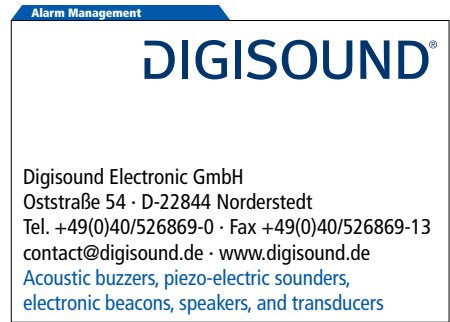 Alarm Management
DIGISOUND®
Digisound Electronic GmbH
Oststraße 54 · D-22844 Norderstedt
Tel. +49(0)40/526869-0 · Fax +49(0)40/526869-13
contact@digisound.de · www.digisound.de
Acoustic buzzers, piezo-electric sounders,
electronic beacons, speakers, and transducers